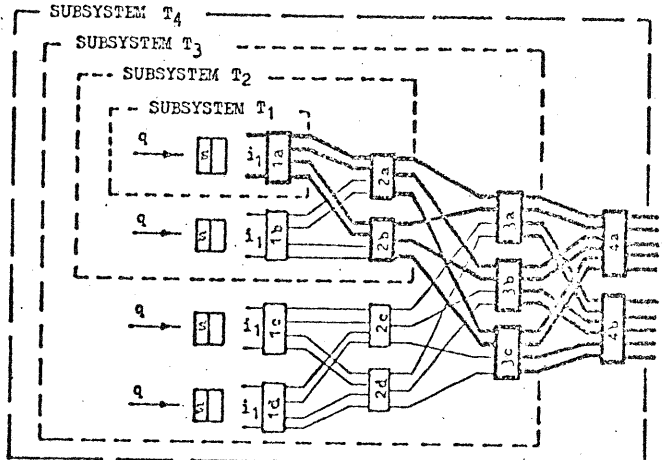 SUBSYSTEM T4
SUBSYSTEM T3
SUBSYSTEM T2
SUBSYSTEM T1
q s i1 1a 2a
q s i1 1b 2b
3a 4a
3b
q s i1 1c 2c
4b
3c
q s i1 1d 2d